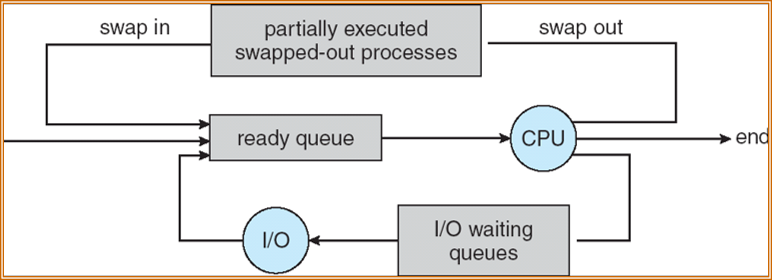 swap in
partially executed
swapped-out processes
swap out
ready queue
CPU
end
I/O
I/O waiting
queues